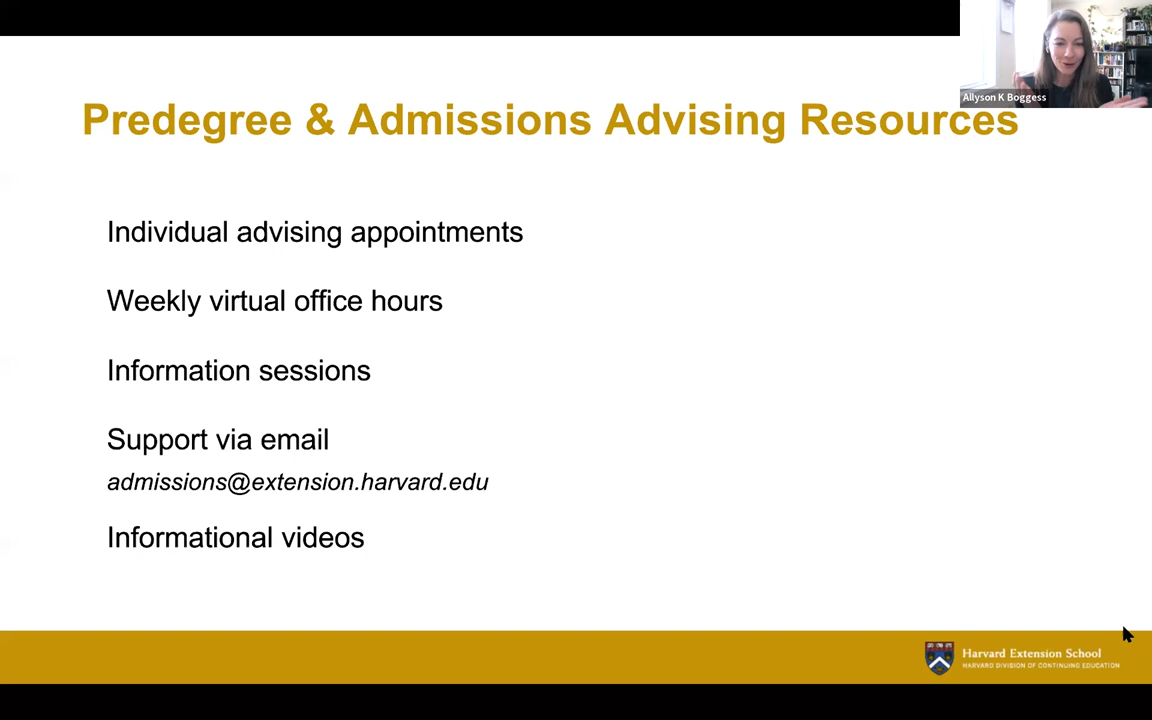 Allyson K Boggess
Predegree & Admissions Advising Resources
Individual advising appointments
Weekly virtual office hours
Information sessions
Support via email
admissions@extension.harvard.edu
Informational videos
Harvard Extension School
HARVARD DIVISION OF CONTINUING EDUCATION